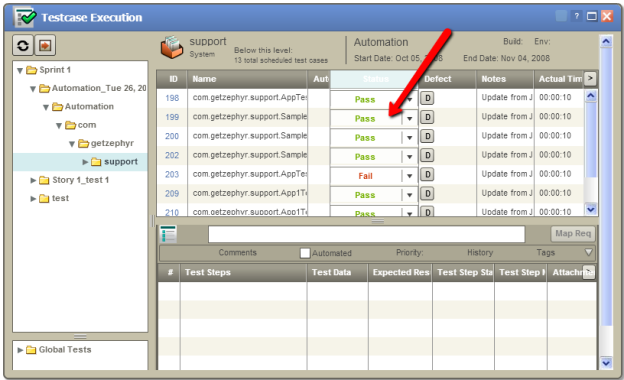 Testcase Execution
Sprint 1
Automation_Tue 26, 20
Automation
com
getzephyr
support
Story 1_test 1
test
Global Tests
support
System
Below this level:
13 total scheduled test cases
Automation
Build: Env:
Start Date: Oct 05, 2008 End Date: Nov 04, 2008
ID Name Aut Status Defect Notes Actual Tim >
198 com.getzephyr.support.AppTes Pass D Update from J 00:00:10
199 com.getzephyr.support.Sample Pass D Update from J 00:00:10
200 com.getzephyr.support.Sample Pass D Update from J 00:00:10
202 com.getzephyr.support.Sample Pass D Update from J 00:00:10
203 com.getzephyr.support.AppTes Fail D Update from J 00:00:10
209 com.getzephyr.support.App1T Pass D Update from J 00:00:10
210 com.getzephyr.support.App1T Pass D Update from J 00:00:10
Map Req
Comments Automated Priority: History Tags
# Test Steps Test Data Expected Res Test Step Sta Test Step N Attachm >